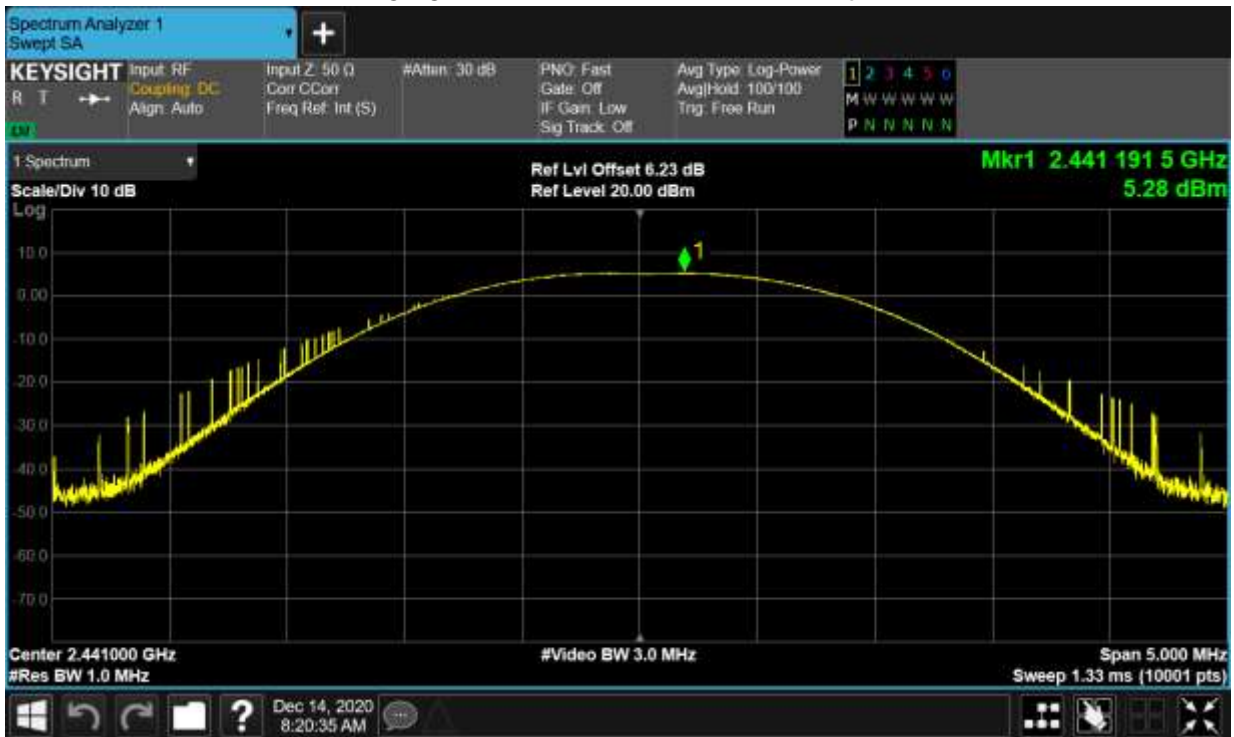 Spectrum Analyzer 1
Swept SA
+
KEYSIGHT
R T
Input: RF
Coupling: DC
Align: Auto
Input Z: 50 Ω
Corr CCorr
Freq Ref: Int (S)
#Atten: 30 dB
PNO: Fast
Gate: Off
IF Gain: Low
Sig Track: Off
Avg Type: Log-Power
Avg|Hold: 100/100
Trig: Free Run
1 2 3 4 5 6
M W W W W W
P N N N N N
1 Spectrum
Scale/Div 10 dB
Ref Lvl Offset 6.23 dB
Ref Level 20.00 dBm
Mkr1 2.441 191 5 GHz
5.28 dBm
Log
1
10.0
0.00
-10.0
-20.0
-30.0
-40.0
-50.0
-60.0
-70.0
Center 2.441000 GHz
#Res BW 1.0 MHz
#Video BW 3.0 MHz
Span 5.000 MHz
Sweep 1.33 ms (10001 pts)
?
Dec 14, 2020
8:20:35 AM